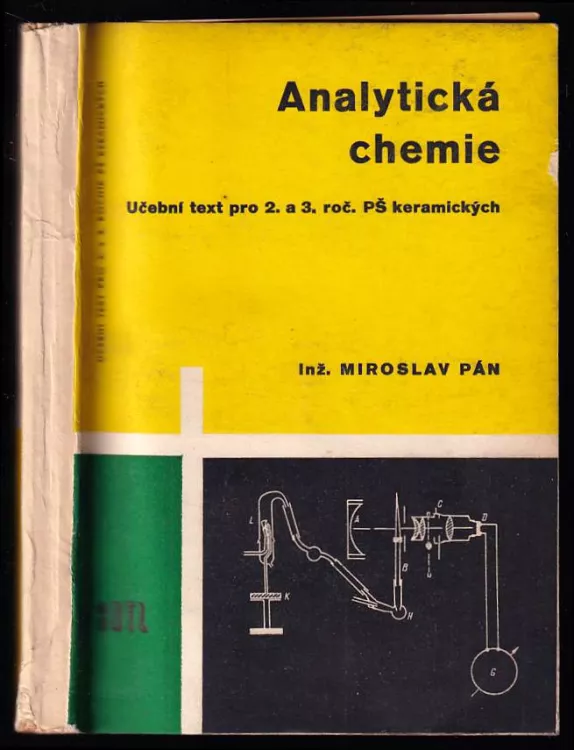 Analytická
chemie
Učební text pro 2. a 3. roč. PŠ keramických
Inž. MIROSLAV PÁN
L
A
C
D
K
B
H
G